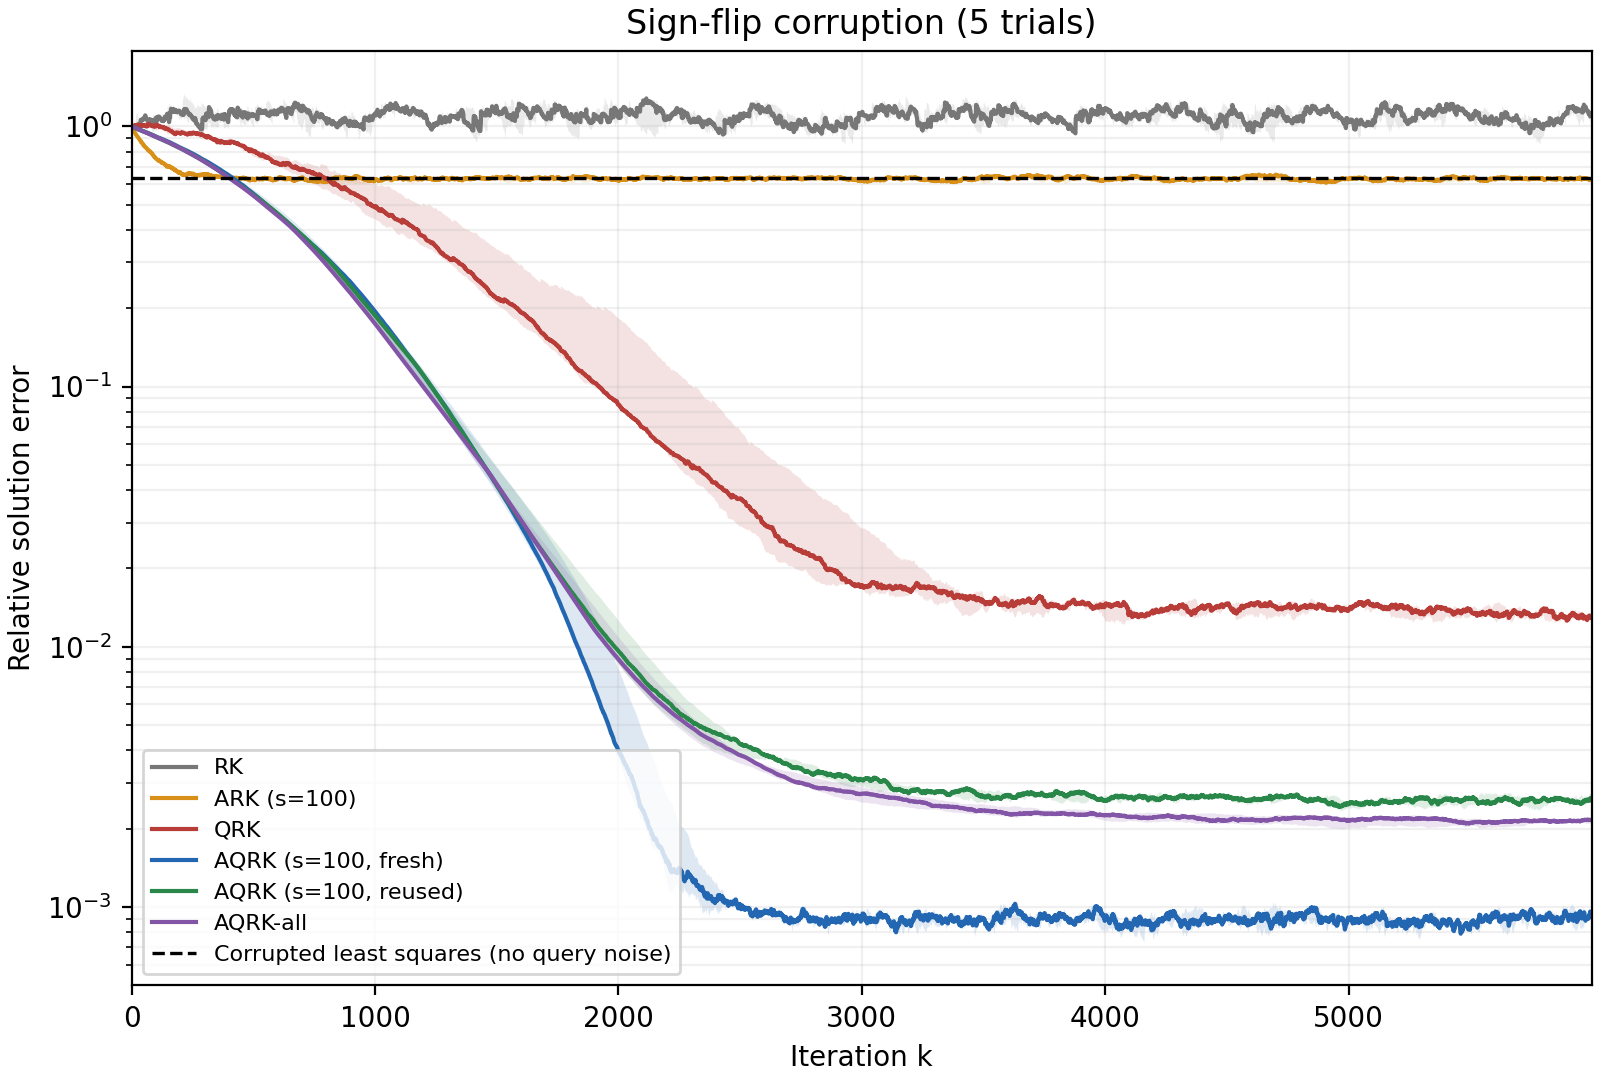 Sign-flip corruption (5 trials)
Relative solution error
10⁰
10⁻¹
10⁻²
10⁻³
RK
ARK (s=100)
QRK
AQRK (s=100, fresh)
AQRK (s=100, reused)
AQRK-all
Corrupted least squares (no query noise)
0 1000 2000 3000 4000 5000
Iteration k